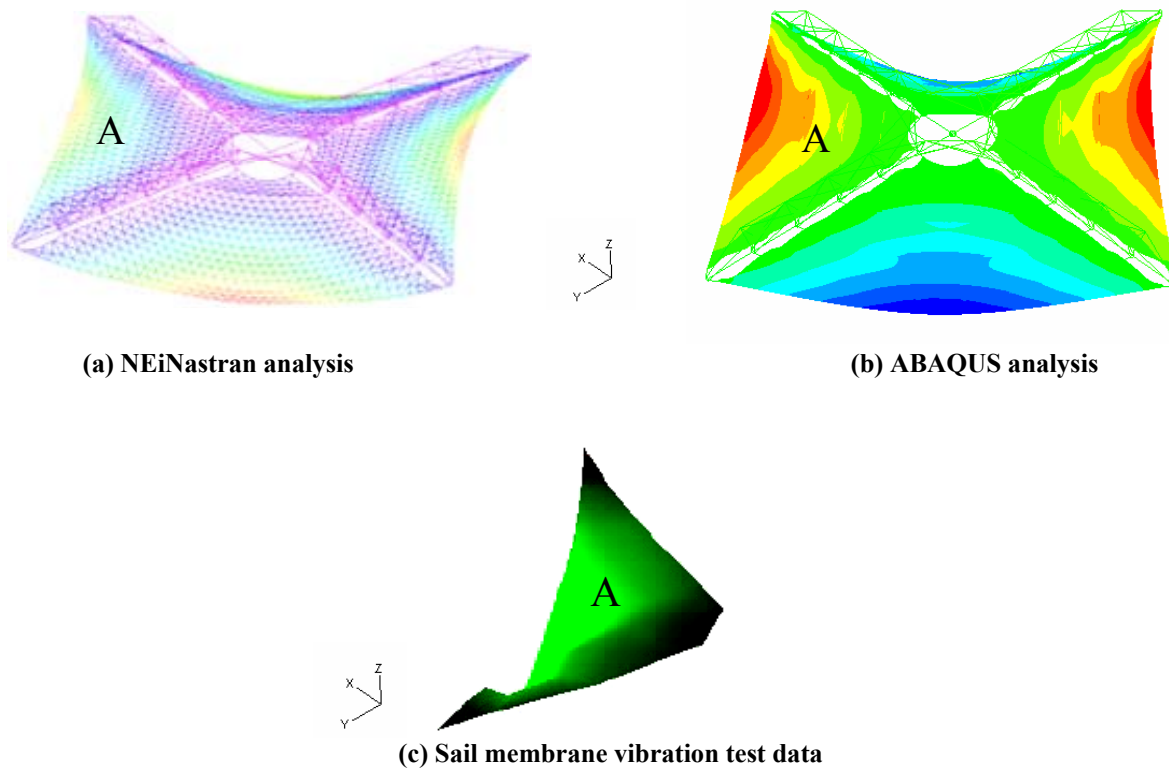 A
A
Z
X
Y
(a) NEiNastran analysis
(b) ABAQUS analysis
A
Z
X
Y
(c) Sail membrane vibration test data